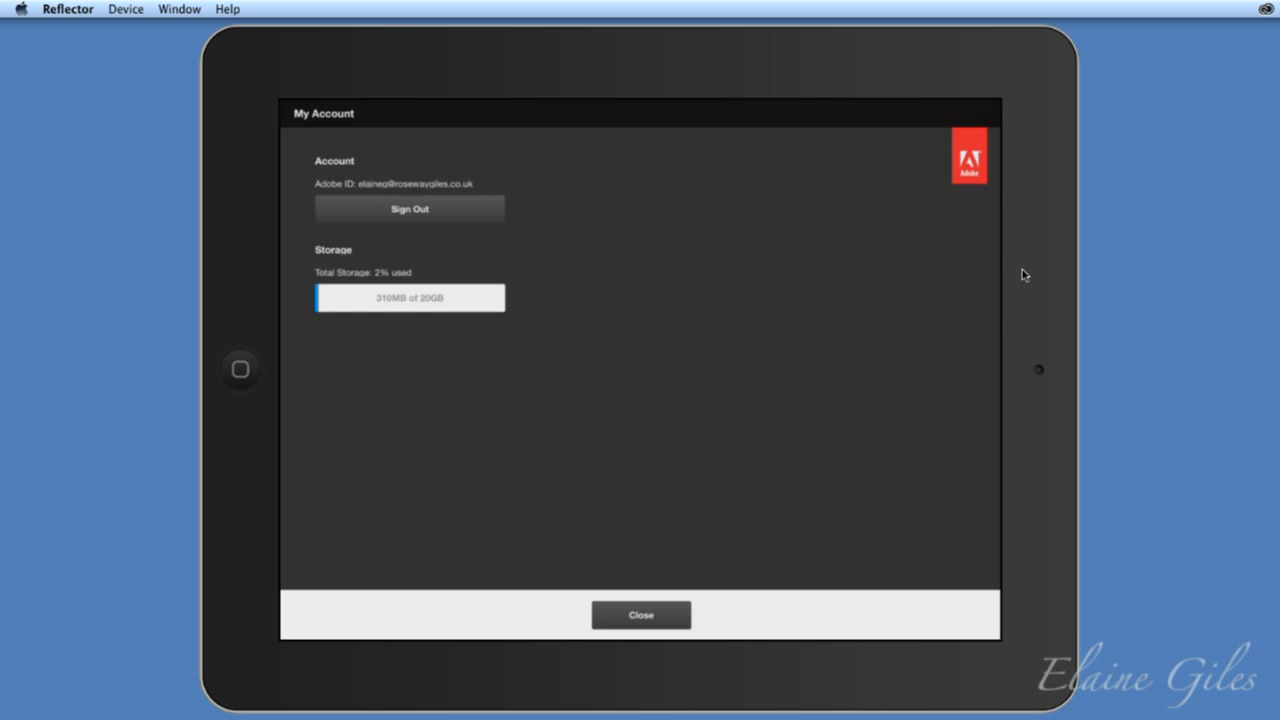 Reflector Device Window Help
My Account
Adobe
Account
Adobe ID: elaineg@rosewaygiles.co.uk
Sign Out
Storage
Total Storage: 2% used
310MB of 20GB
Close
Elaine Giles